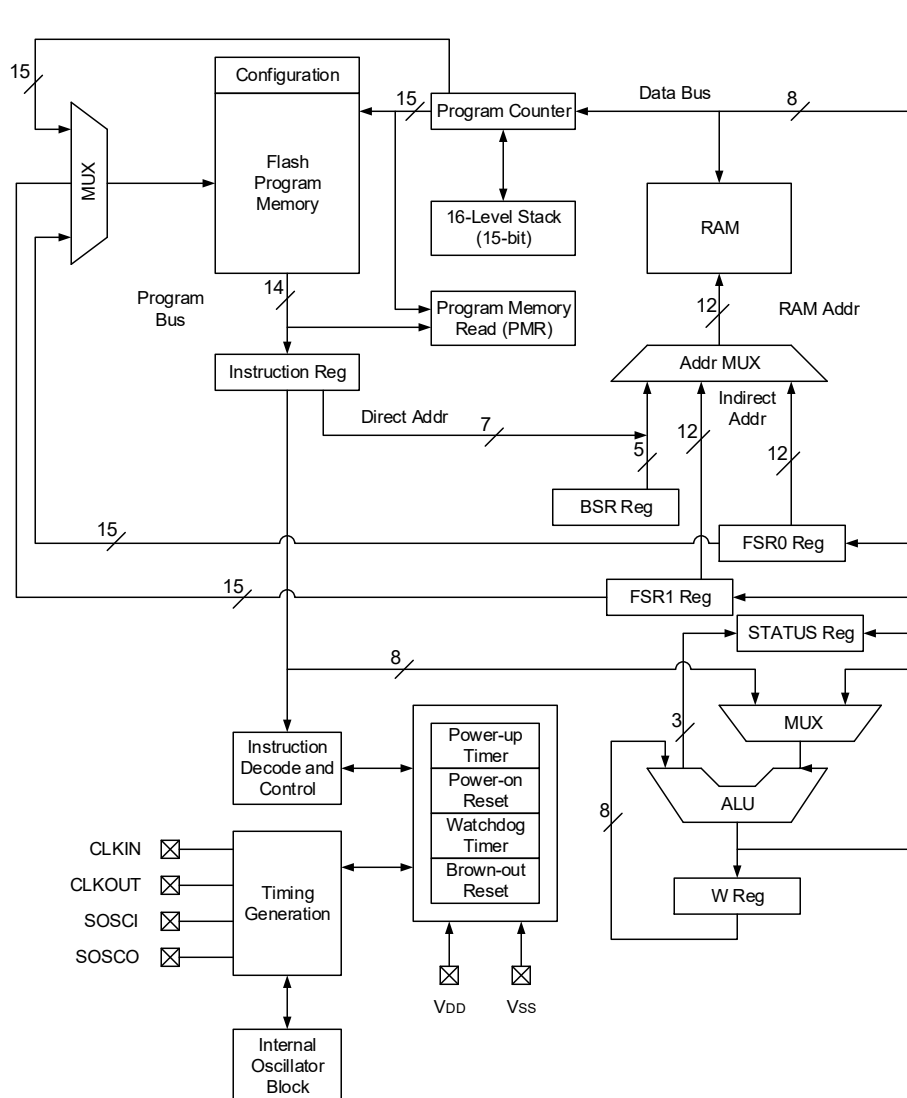 15
Configuration
15
Program Counter
Data Bus
8
MUX
Flash
Program
Memory
16-Level Stack
(15-bit)
RAM
Program
Bus
14
Program Memory
Read (PMR)
12
RAM Addr
Instruction Reg
Addr MUX
Direct Addr
7
5
12
Indirect
Addr
12
BSR Reg
15
FSR0 Reg
15
FSR1 Reg
STATUS Reg
8
3
MUX
Instruction
Decode and
Control
Power-up
Timer
Power-on
Reset
Watchdog
Timer
Brown-out
Reset
8
ALU
W Reg
CLKIN
CLKOUT
SOSCI
SOSCO
Timing
Generation
VDD
VSS
Internal
Oscillator
Block